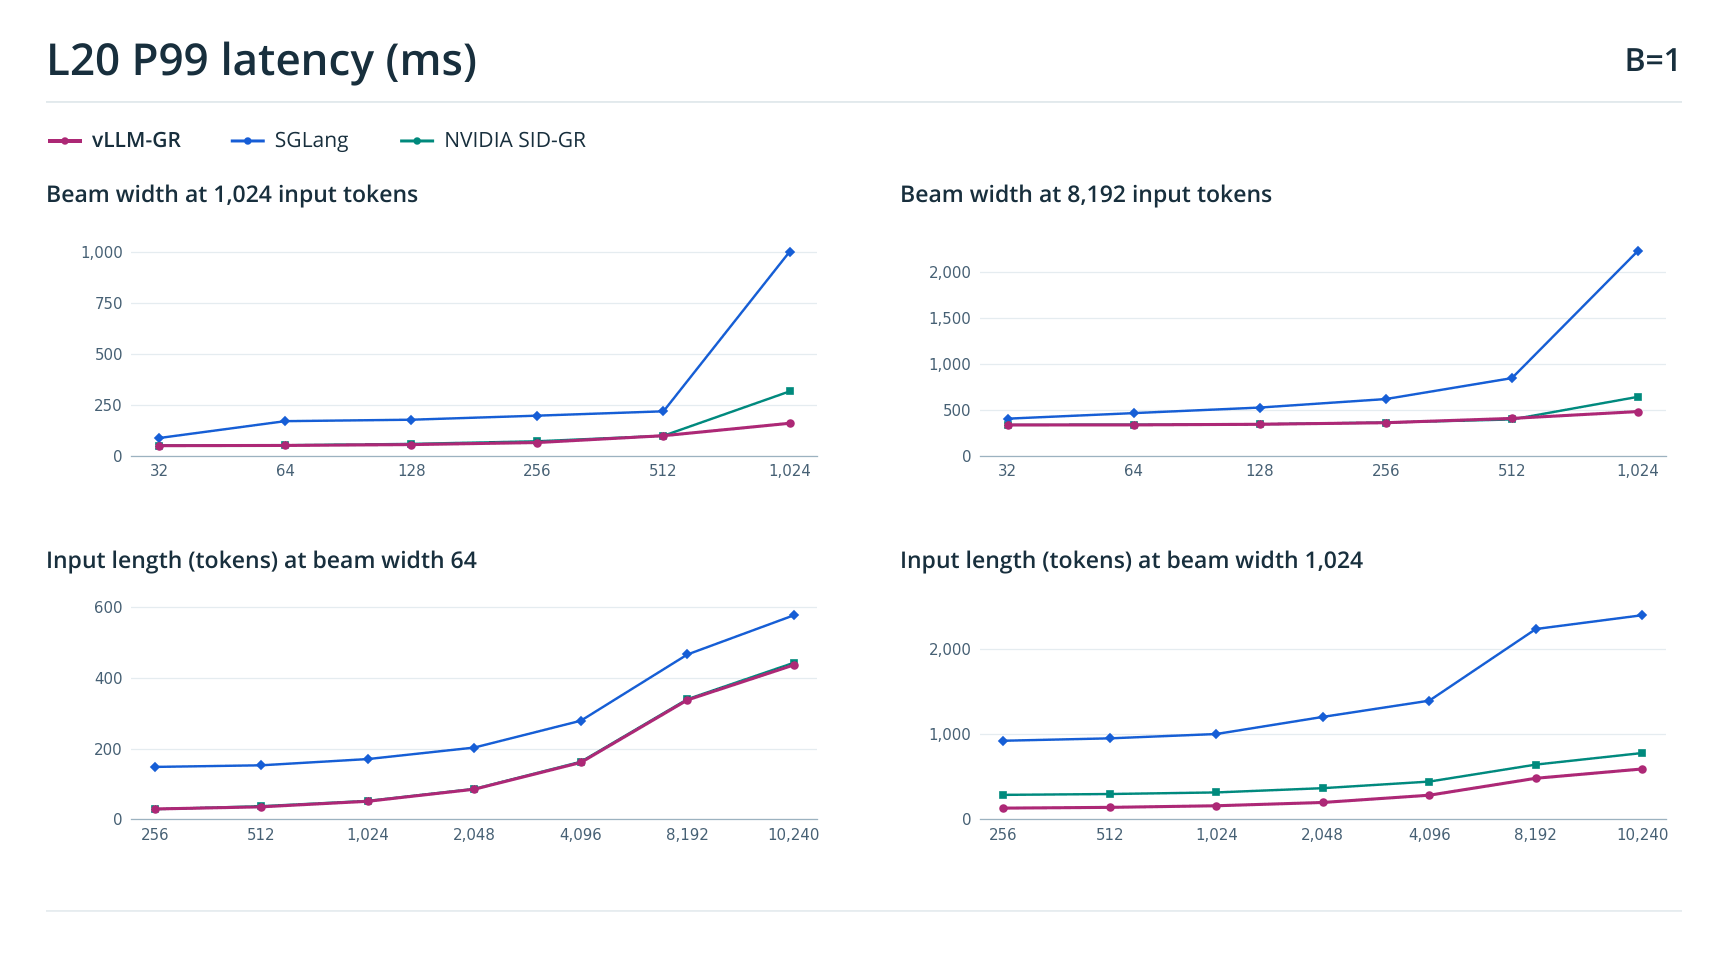 L20 P99 latency (ms)
B=1
vLLM-GR SGLang NVIDIA SID-GR
Beam width at 1,024 input tokens
1,000
750
500
250
0
32 64 128 256 512 1,024
Beam width at 8,192 input tokens
2,000
1,500
1,000
500
0
32 64 128 256 512 1,024
Input length (tokens) at beam width 64
600
400
200
0
256 512 1,024 2,048 4,096 8,192 10,240
Input length (tokens) at beam width 1,024
2,000
1,000
0
256 512 1,024 2,048 4,096 8,192 10,240